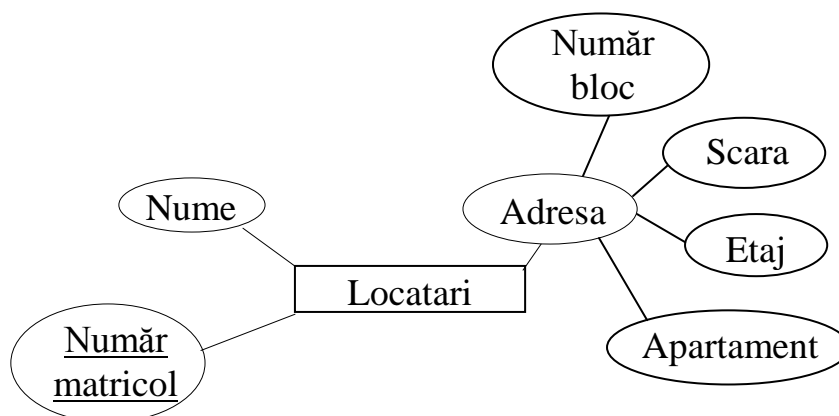 Număr
bloc
Scara
Nume
Adresa
Etaj
Locatari
Număr
matricol
Apartament